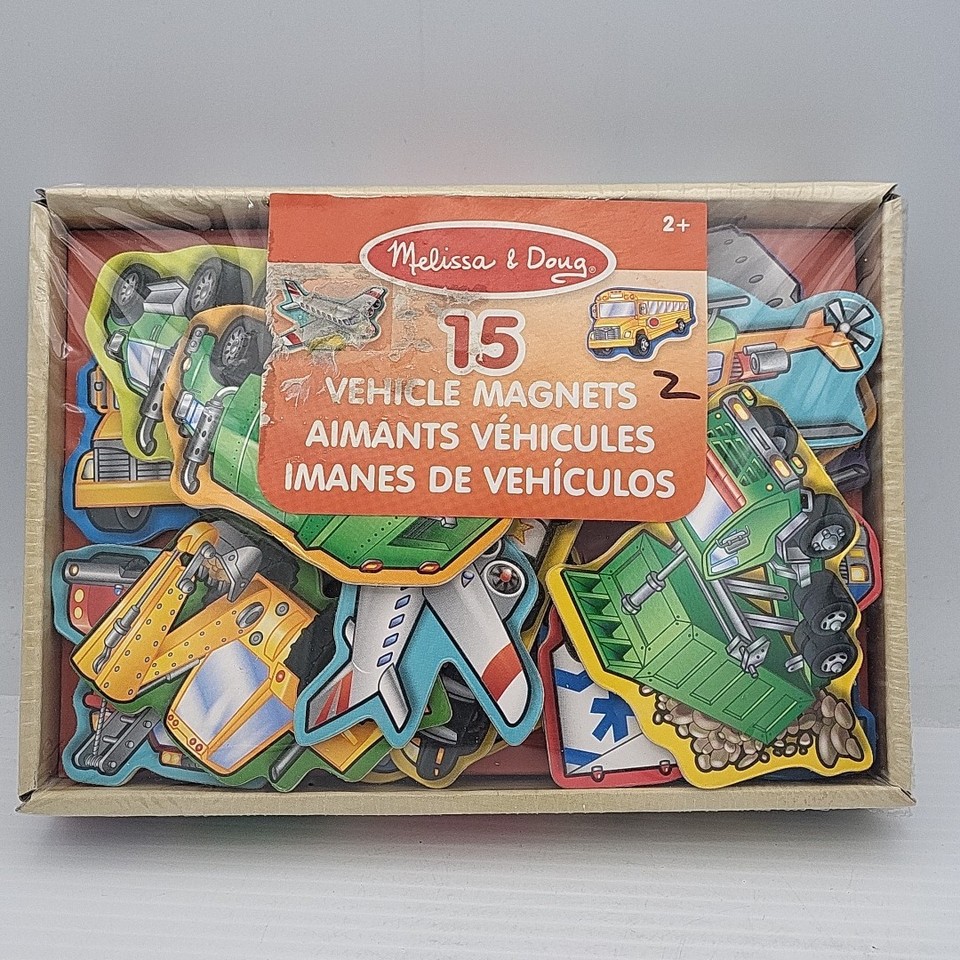 2+
Melissa & Doug®
15
VEHICLE MAGNETS
2
AIMANTS VÉHICULES
IMANES DE VEHÍCULOS